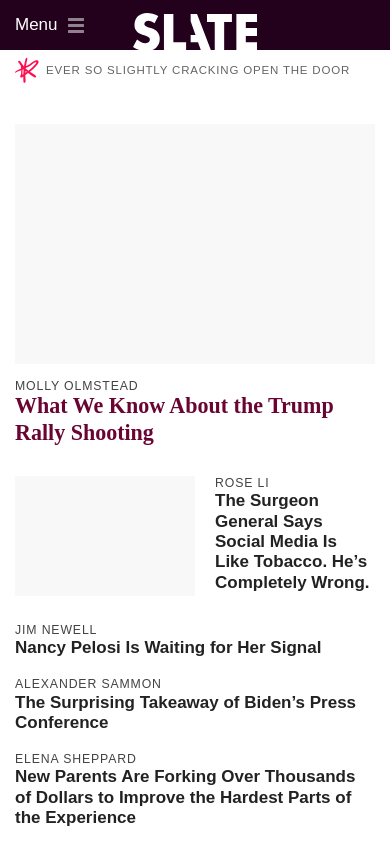 Menu
SLATE
EVER SO SLIGHTLY CRACKING OPEN THE DOOR
MOLLY OLMSTEAD
What We Know About the Trump
Rally Shooting
ROSE LI
The Surgeon
General Says
Social Media Is
Like Tobacco. He’s
Completely Wrong.
JIM NEWELL
Nancy Pelosi Is Waiting for Her Signal
ALEXANDER SAMMON
The Surprising Takeaway of Biden’s Press
Conference
ELENA SHEPPARD
New Parents Are Forking Over Thousands
of Dollars to Improve the Hardest Parts of
the Experience